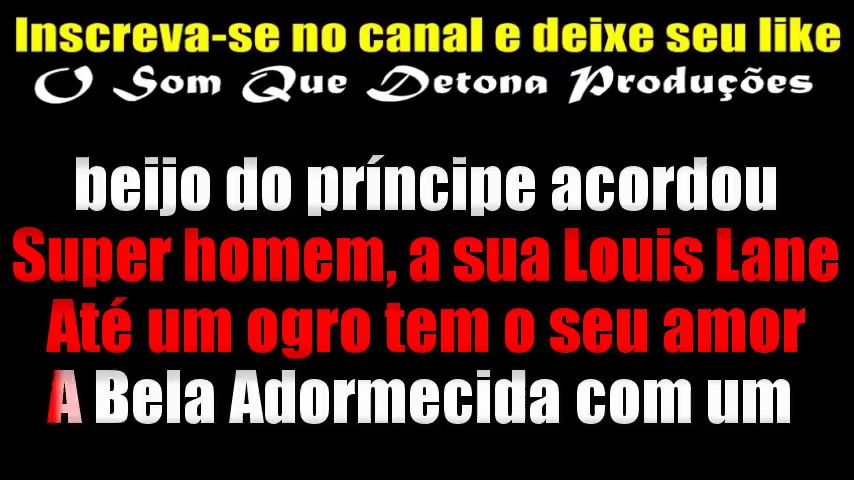 Inscreva-se no canal e deixe seu like
O Som Que Detona Produções
beijo do príncipe acordou
Super homem, a sua Louis Lane
Até um ogro tem o seu amor
A Bela Adormecida com um